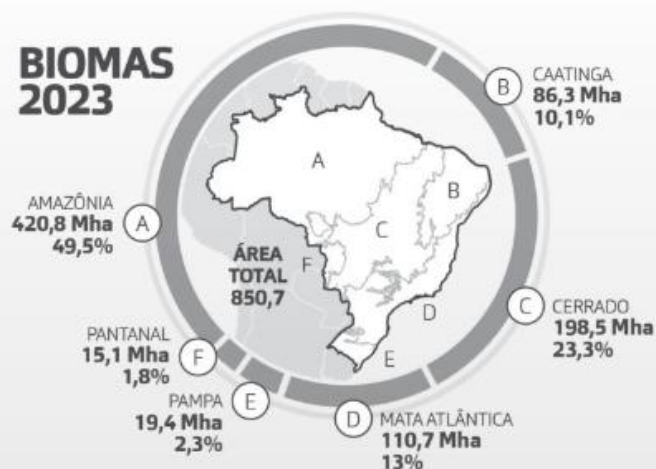 BIOMAS
2023
B
CAATINGA
86,3 Mha
10,1%
AMAZÔNIA
420,8 Mha
49,5%
A
A
B
C
F
D
E
ÁREA
TOTAL
850,7
C
CERRADO
198,5 Mha
23,3%
PANTANAL
15,1 Mha
1,8%
F
PAMPA
19,4 Mha
2,3%
E
D
MATA ATLÂNTICA
110,7 Mha
13%